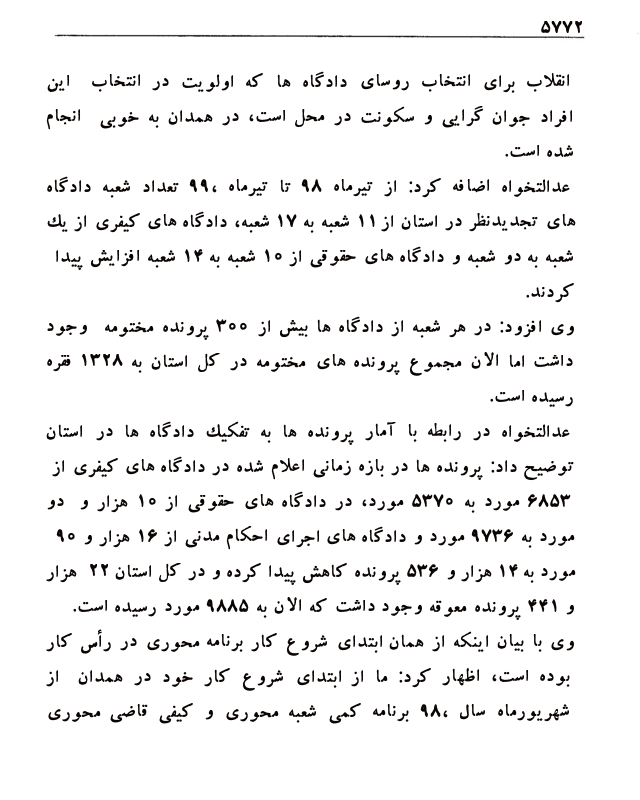 ۵۷۷۲
انقلاب برای انتخاب روسای دادگاه ها که اولویت در انتخاب این
افراد جوان گرایی و سکونت در محل است، در همدان به خوبی انجام
شده است.
عدالتخواه اضافه کرد: از تیرماه ۹۸ تا تیرماه ،۹۹ تعداد شعبه دادگاه
های تجدیدنظر در استان از ۱۱ شعبه به ۱۷ شعبه، دادگاه های کیفری از یك
شعبه به دو شعبه و دادگاه های حقوقی از ۱۰ شعبه به ۱۴ شعبه افزایش پیدا
کردند.
وی افزود: در هر شعبه از دادگاه ها بیش از ۳۰۰ پرونده مختومه وجود
داشت اما الان مجموع پرونده های مختومه در کل استان به ۱۳۲۸ فقره
رسیده است.
عدالتخواه در رابطه با آمار پرونده ها به تفکیك دادگاه ها در استان
توضیح داد: پرونده ها در بازه زمانی اعلام شده در دادگاه های کیفری از
۶۸۵۳ مورد به ۵۳۷۰ مورد، در دادگاه های حقوقی از ۱۰ هزار و دو
مورد به ۹۷۳۶ مورد و دادگاه های اجرای احکام مدنی از ۱۶ هزار و ۹۰
مورد به ۱۴ هزار و ۵۳۶ پرونده کاهش پیدا کرده و در کل استان ۲۲ هزار
و ۴۴۱ پرونده معوقه وجود داشت که الان به ۹۸۸۵ مورد رسیده است.
وی با بیان اینکه از همان ابتدای شروع کار برنامه محوری در رأس کار
بوده است، اظهار کرد: ما از ابتدای شروع کار خود در همدان از
شهریورماه سال ،۹۸ برنامه کمی شعبه محوری و کیفی قاضی محوری